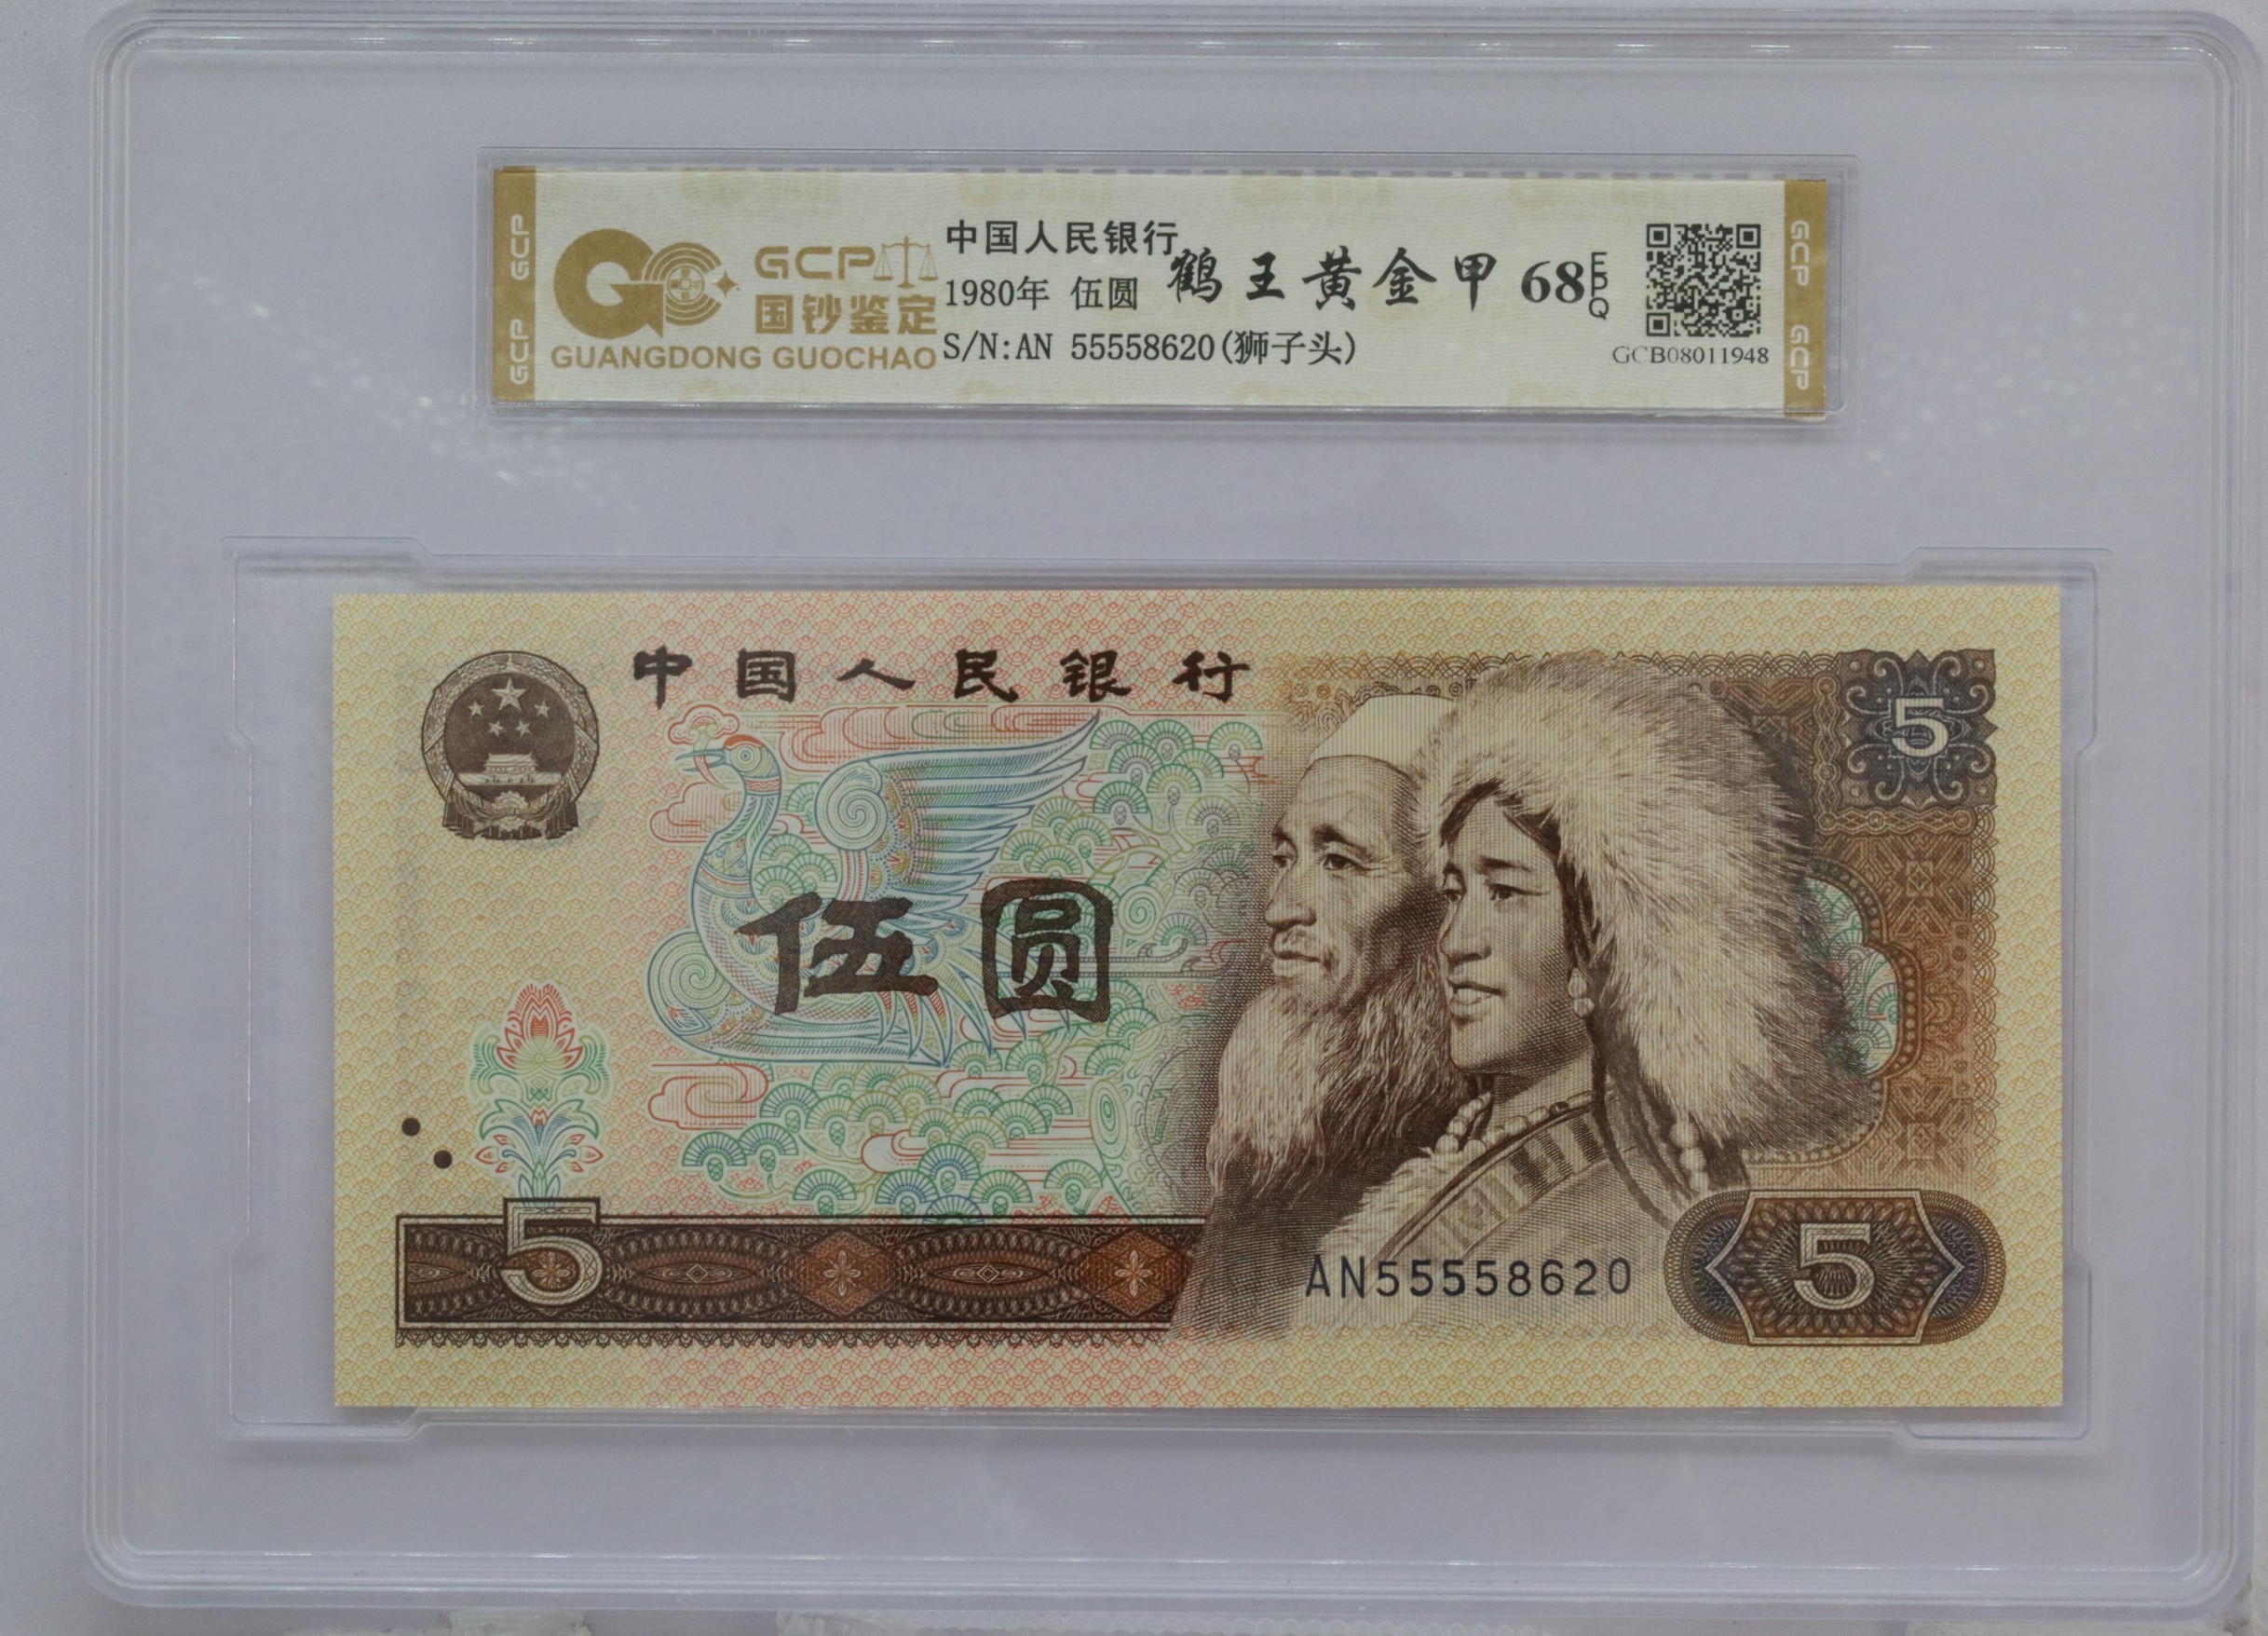 GCP GCP
GCP
国钞鉴定
GUANGDONG GUOCHAO
中国人民银行
1980年 伍圆
S/N:AN 55558620(狮子头)
鹤王黄金甲 68 EPQ
GCB08011948
GCP GCP
中国人民银行
5
伍圆
5
AN55558620
5